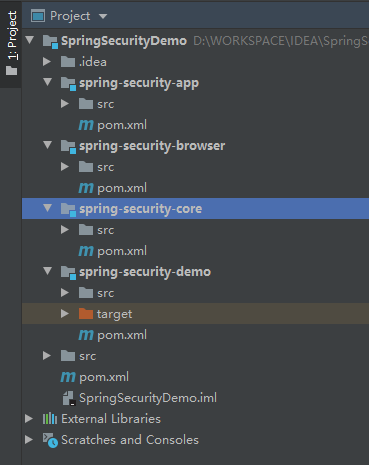 1: Project
Project
SpringSecurityDemo D:\WORKSPACE\IDEA\SpringS
.idea
spring-security-app
src
pom.xml
spring-security-browser
src
pom.xml
spring-security-core
src
pom.xml
spring-security-demo
src
target
pom.xml
src
pom.xml
SpringSecurityDemo.iml
External Libraries
Scratches and Consoles